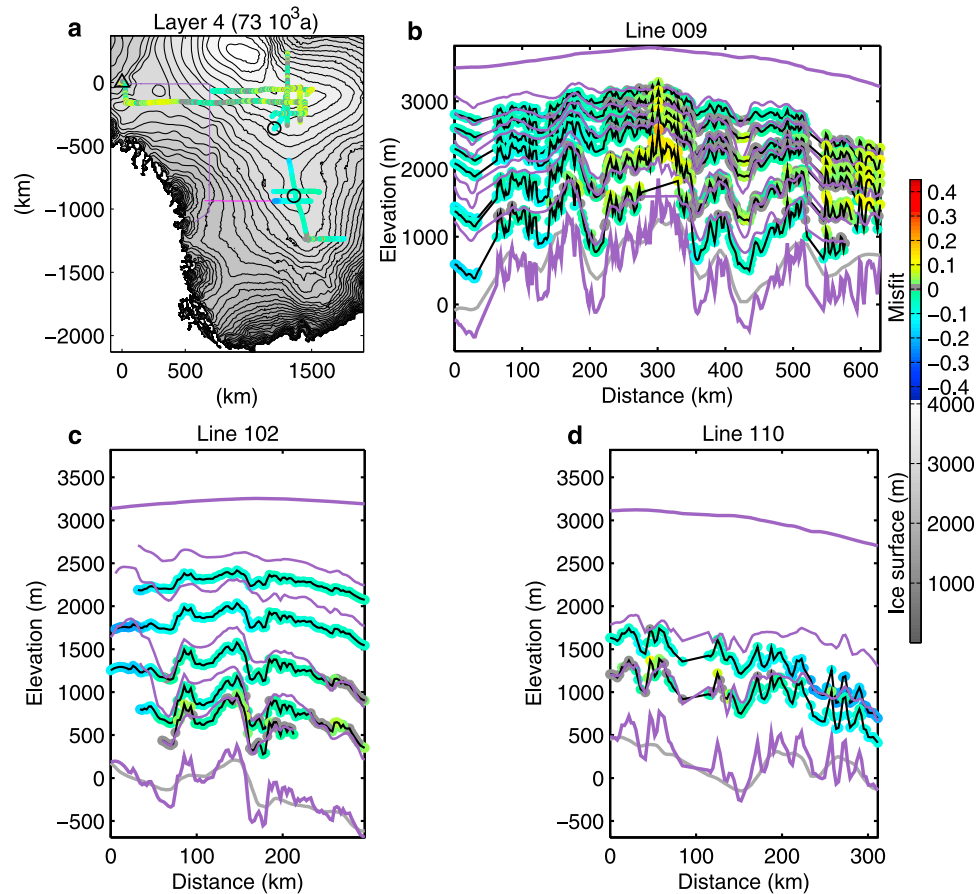 a
Layer 4 (73 10³a)
0
−500
−1000
−1500
−2000
(km)
0 500 1500
(km)
b
Line 009
3000
2000
1000
0
Elevation (m)
0 100 200 300 400 500 600
Distance (km)
0.4
0.3
0.2
0.1
0
−0.1
−0.2
−0.3
−0.4
Misfit
4000
3000
2000
1000
Ice surface (m)
c
Line 102
3500
3000
2500
2000
1500
1000
500
0
−500
Elevation (m)
0 100 200
Distance (km)
d
Line 110
3500
3000
2500
2000
1500
1000
500
0
−500
Elevation (m)
0 100 200 300
Distance (km)